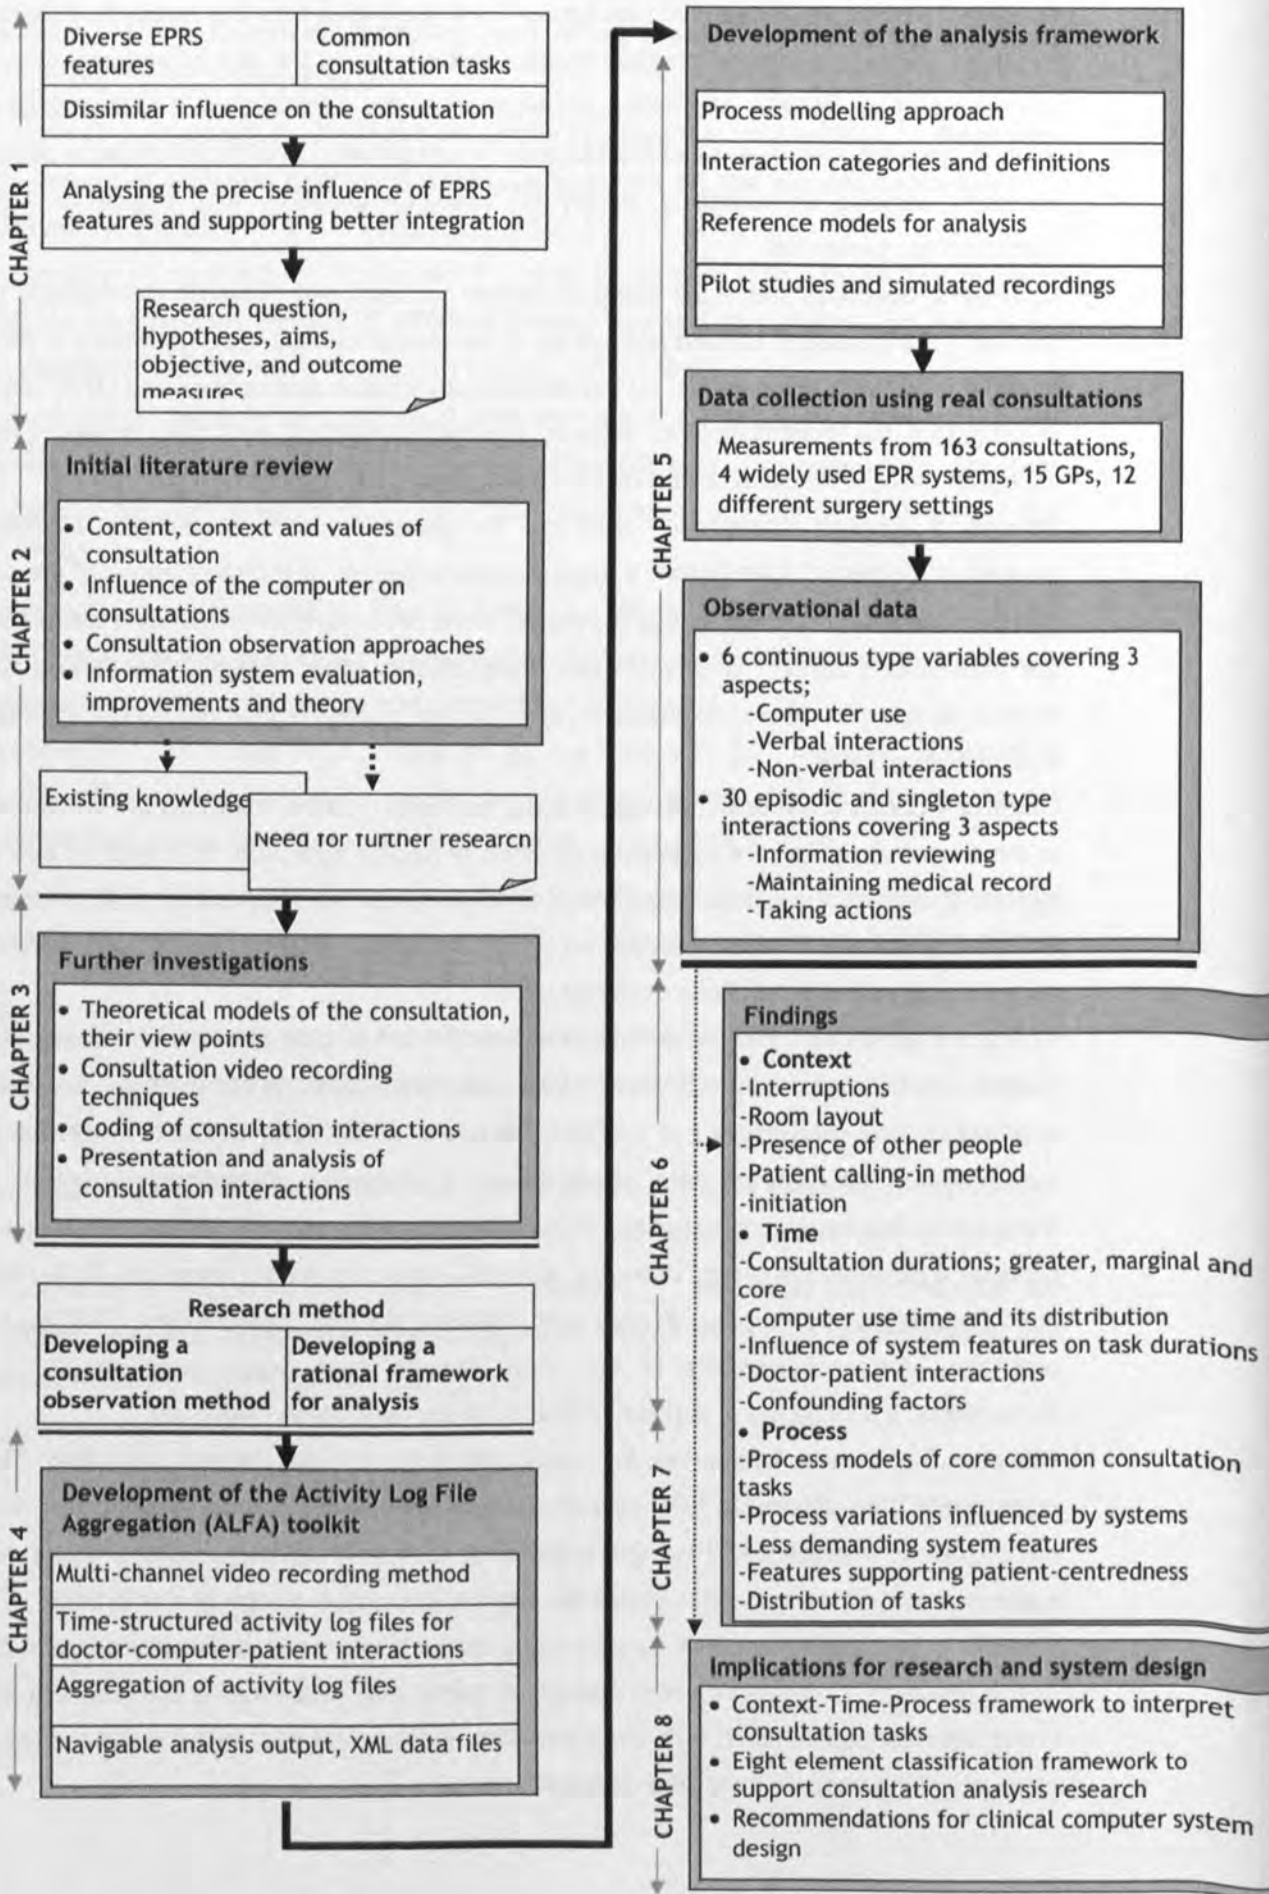 CHAPTER 1
Diverse EPRS
features
Common
consultation tasks
Dissimilar influence on the consultation
Analysing the precise influence of EPRS
features and supporting better integration
Research question,
hypotheses, aims,
objective, and outcome
measures
CHAPTER 2
Initial literature review
• Content, context and values of
consultation
• Influence of the computer on
consultations
• Consultation observation approaches
• Information system evaluation,
improvements and theory
Existing knowledge
Need for further research
CHAPTER 3
Further investigations
• Theoretical models of the consultation,
their view points
• Consultation video recording
techniques
• Coding of consultation interactions
• Presentation and analysis of
consultation interactions
Research method
Developing a
consultation
observation method
Developing a
rational framework
for analysis
CHAPTER 4
Development of the Activity Log File
Aggregation (ALFA) toolkit
Multi-channel video recording method
Time-structured activity log files for
doctor-computer-patient interactions
Aggregation of activity log files
Navigable analysis output, XML data files
CHAPTER 5
Development of the analysis framework
Process modelling approach
Interaction categories and definitions
Reference models for analysis
Pilot studies and simulated recordings
Data collection using real consultations
Measurements from 163 consultations,
4 widely used EPR systems, 15 GPs, 12
different surgery settings
Observational data
• 6 continuous type variables covering 3
aspects;
-Computer use
-Verbal interactions
-Non-verbal interactions
• 30 episodic and singleton type
interactions covering 3 aspects
-Information reviewing
-Maintaining medical record
-Taking actions
CHAPTER 6
Findings
• Context
-Interruptions
-Room layout
-Presence of other people
-Patient calling-in method
-initiation
• Time
-Consultation durations; greater, marginal and
core
-Computer use time and its distribution
-Influence of system features on task durations
-Doctor-patient interactions
-Confounding factors
CHAPTER 7
• Process
-Process models of core common consultation
tasks
-Process variations influenced by systems
-Less demanding system features
-Features supporting patient-centredness
-Distribution of tasks
CHAPTER 8
Implications for research and system design
• Context-Time-Process framework to interpret
consultation tasks
• Eight element classification framework to
support consultation analysis research
• Recommendations for clinical computer system
design